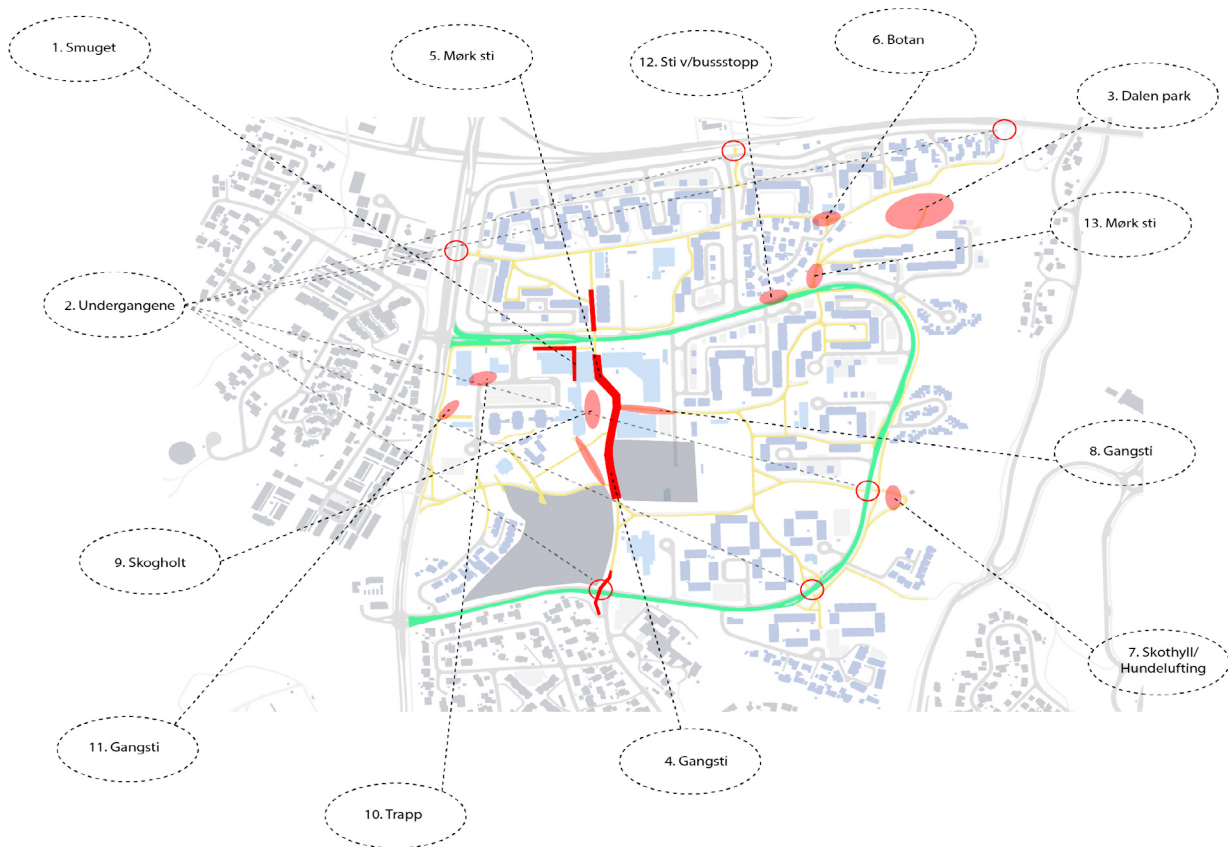 1. Smuget
5. Mørk sti
12. Sti v/bussstopp
6. Botan
3. Dalen park
13. Mørk sti
2. Undergangene
8. Gangsti
9. Skogholt
7. Skothyll/
Hundelufting
11. Gangsti
4. Gangsti
10. Trapp